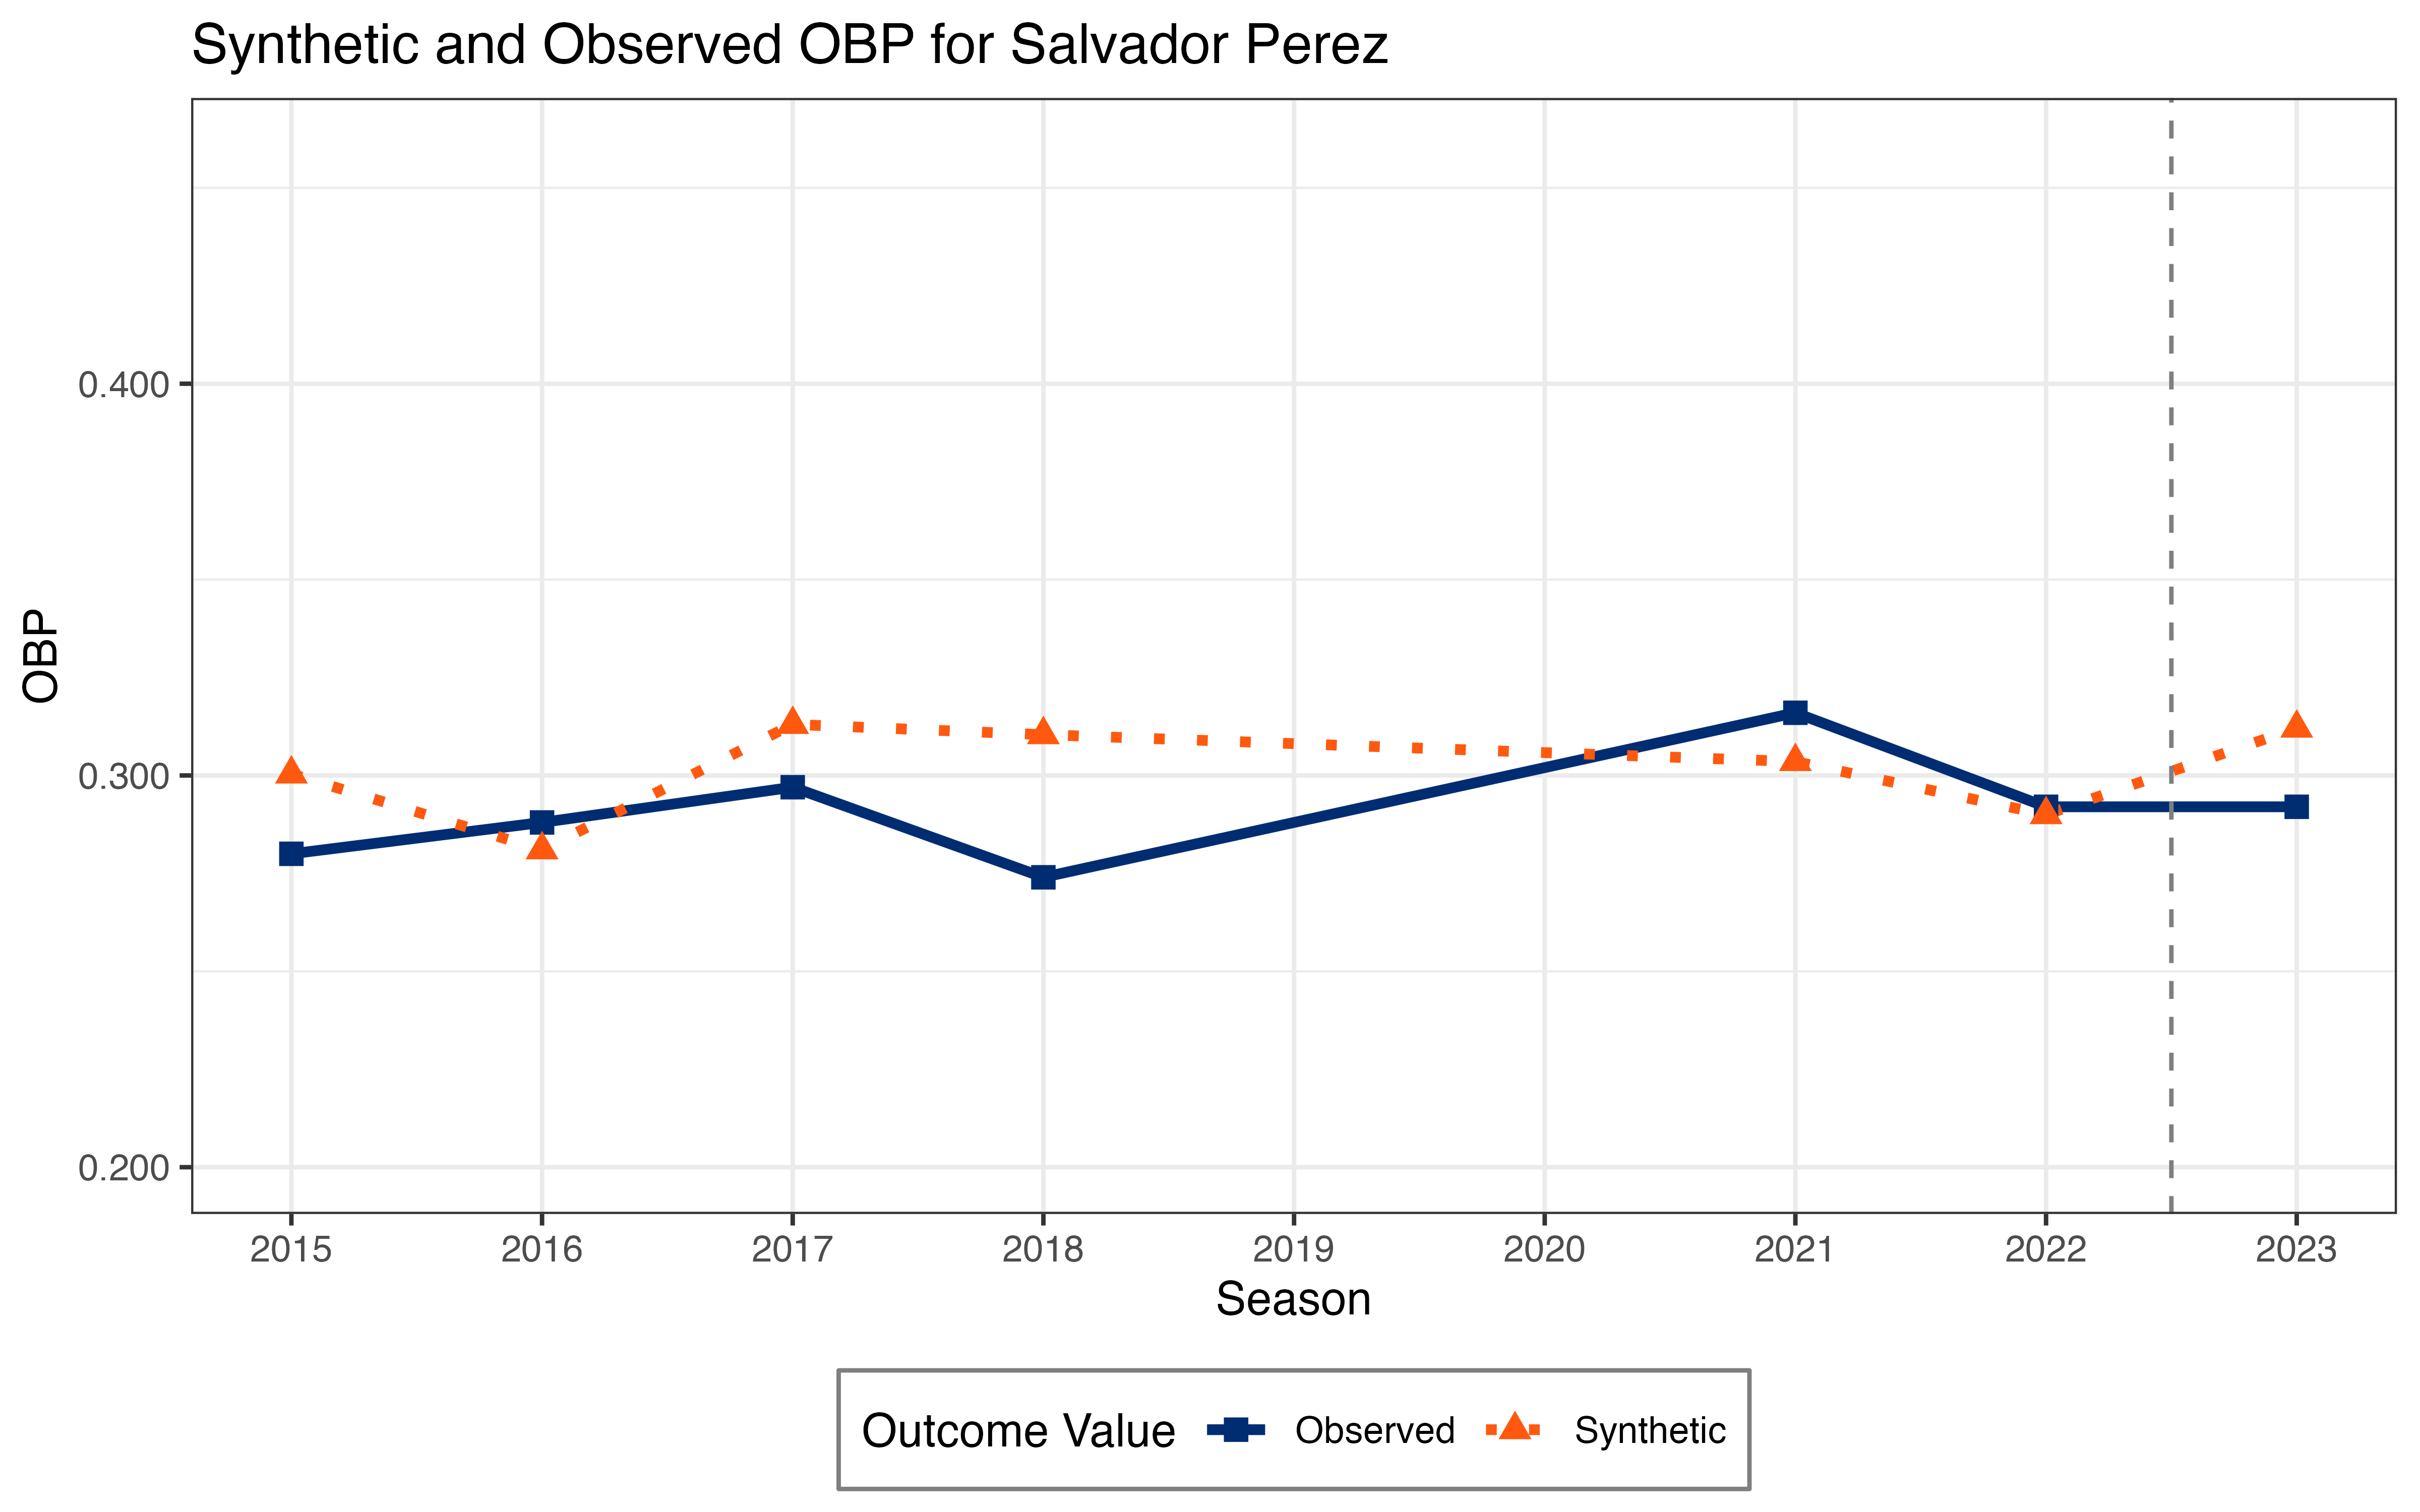 Synthetic and Observed OBP for Salvador Perez
OBP
0.400
0.300
0.200
2015 2016 2017 2018 2019 2020 2021 2022 2023
Season
Outcome Value Observed Synthetic